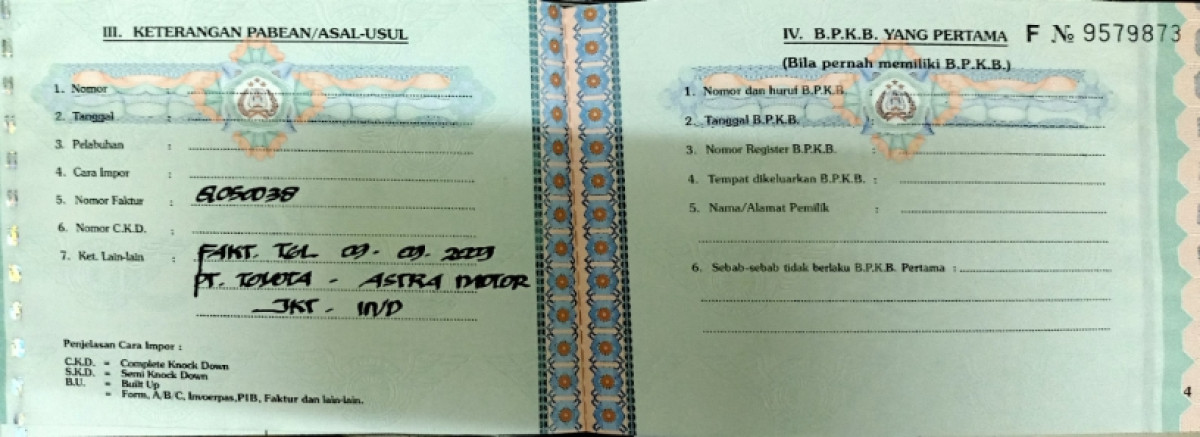 III. KETERANGAN PABEAN/ASAL-USUL
1. Nomor :
2. Tanggal :
3. Pelabuhan :
4. Cara Impor :
5. Nomor Faktur :
6. Nomor C.K.D. :
7. Ket. Lain-lain : FAKT. TGL 09 - 09 - 2009
PT. TOYOTA - ASTRA MOTOR
JKT - IND
Penjelasan Cara Impor :
C.K.D. = Complete Knock Down
S.K.D. = Semi Knock Down
B.U. = Built Up
= Form, A/B/C, Invoerpas,PIB, Faktur dan lain-lain.
IV. B.P.K.B. YANG PERTAMA F № 9579873
(Bila pernah memiliki B.P.K.B.)
1. Nomor dan huruf B.P.K.B.
2. Tanggal B.P.K.B. :
3. Nomor Register B.P.K.B. :
4. Tempat dikeluarkan B.P.K.B. :
5. Nama/Alamat Pemilik :
6. Sebab-sebab tidak berlaku B.P.K.B. Pertama :
4